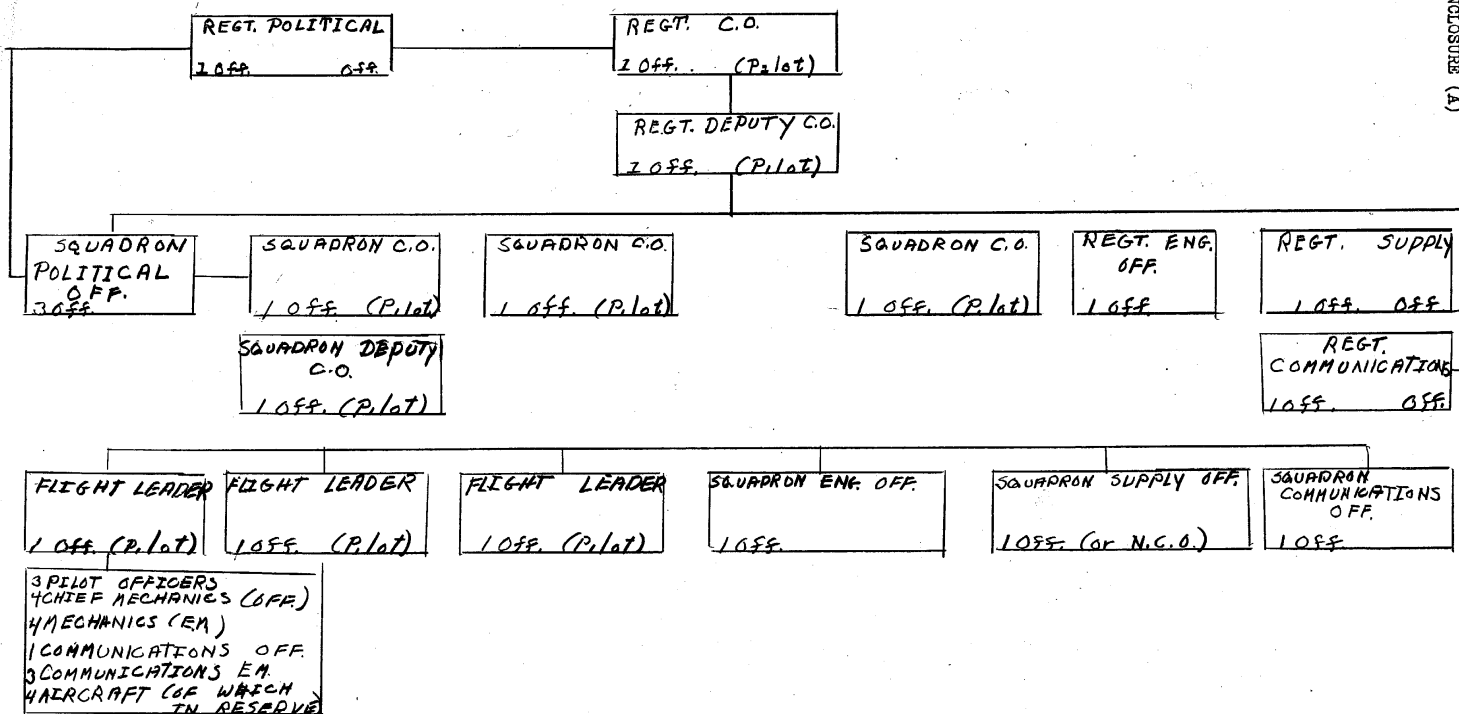 NCLOSURE (A)
REGT. POLITICAL
1 Off. Off.
REGT. C.O.
1 Off. (Pilot)
REGT. DEPUTY C.O.
1 Off. (Pilot)
SQUADRON
POLITICAL
OFF.
3 Off.
SQUADRON C.O.
1 Off. (Pilot)
SQUADRON C.O.
1 Off. (Pilot)
SQUADRON C.O.
1 Off. (Pilot)
REGT. ENG.
OFF.
1 Off.
REGT. SUPPLY
1 Off. Off.
SQUADRON DEPUTY
C.O.
1 Off. (Pilot)
REGT.
COMMUNICATIONS
1 Off. Off.
FLIGHT LEADER
1 Off. (Pilot)
FLIGHT LEADER
1 Off. (Pilot)
FLIGHT LEADER
1 Off. (Pilot)
SQUADRON ENG. OFF.
1 Off.
SQUADRON SUPPLY OFF.
1 Off. (or N.C.O.)
SQUADRON
COMMUNICATIONS
OFF.
1 Off.
3 PILOT OFFICERS
4 CHIEF MECHANICS (OFF.)
4 MECHANICS (EM)
1 COMMUNICATIONS OFF.
3 COMMUNICATIONS EM.
4 AIRCRAFT (OF WHICH
IN RESERVE)